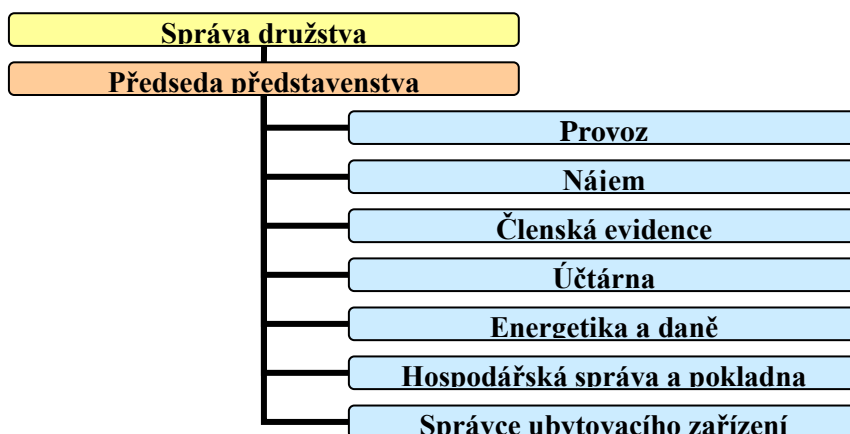 Správa družstva
Předseda představenstva
Provoz
Nájem
Členská evidence
Účtárna
Energetika a daně
Hospodářská správa a pokladna
Správce ubytovacího zařízení